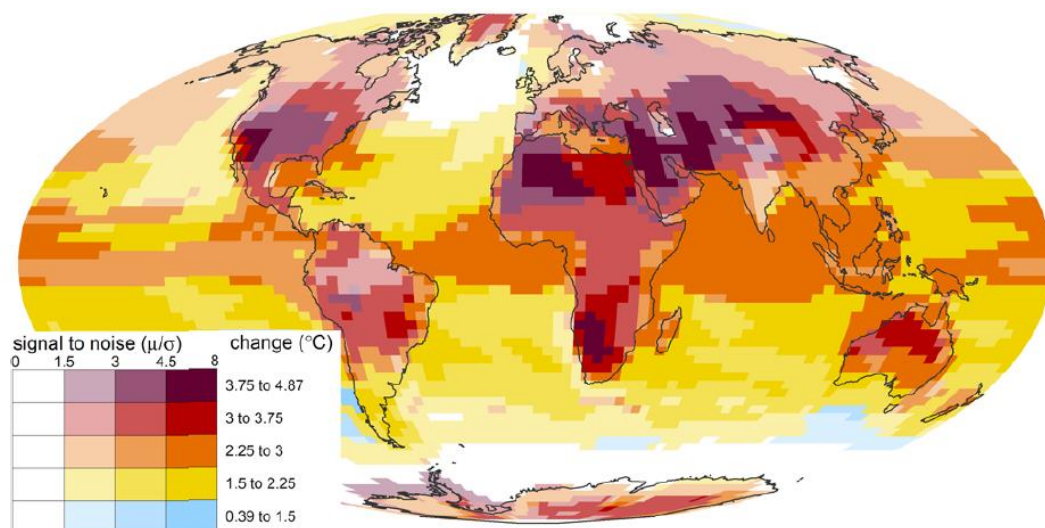 signal to noise (μ/σ) change (°C)
0 1.5 3 4.5 8
3.75 to 4.87
3 to 3.75
2.25 to 3
1.5 to 2.25
0.39 to 1.5